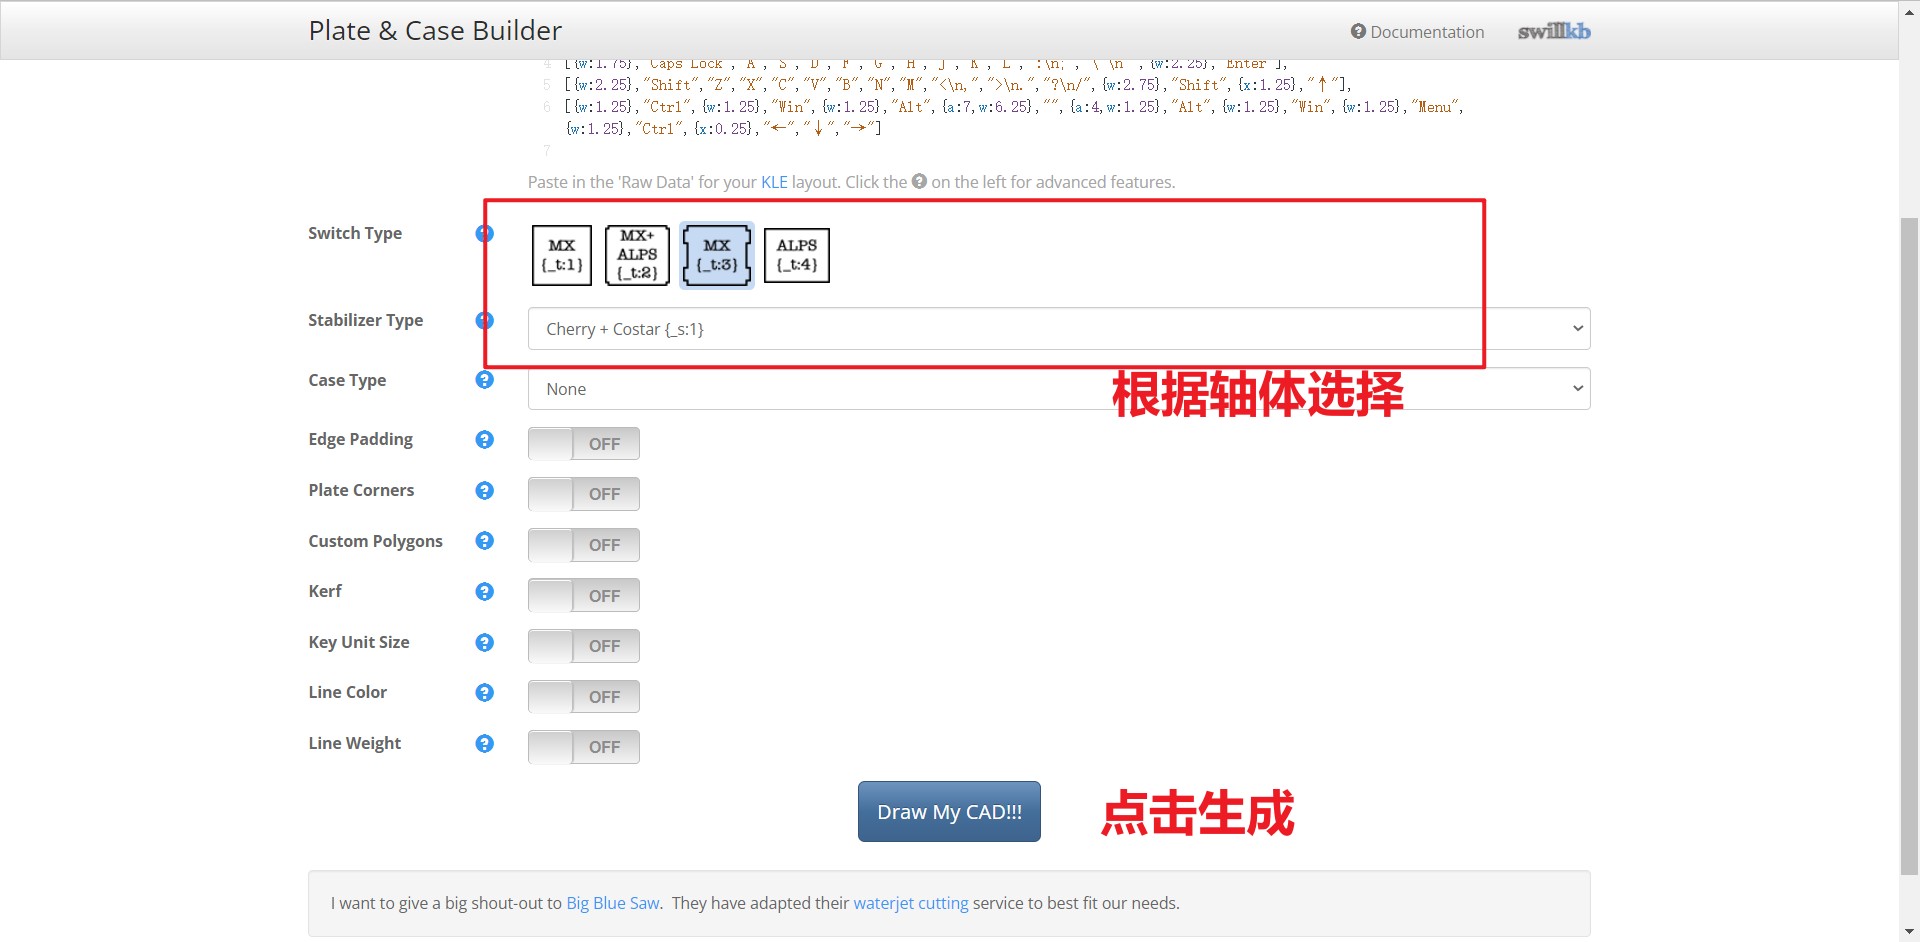 Plate & Case Builder
Documentation
swillkb
4 [{w:1.75},"Caps Lock","A","S","D","F","G","H","J","K","L",":\n;","\"\n'",{w:2.25},"Enter"],
5 [{w:2.25},"Shift","Z","X","C","V","B","N","M","<\n,",">\n.","?\n/",{w:2.75},"Shift",{x:1.25},"↑"],
6 [{w:1.25},"Ctrl",{w:1.25},"Win",{w:1.25},"Alt",{a:7,w:6.25},"",{a:4,w:1.25},"Alt",{w:1.25},"Win",{w:1.25},"Menu",
{w:1.25},"Ctrl",{x:0.25},"←","↓","→"]
7
Paste in the 'Raw Data' for your KLE layout. Click the ? on the left for advanced features.
Switch Type
MX
{_t:1}
MX+
ALPS
{_t:2}
MX
{_t:3}
ALPS
{_t:4}
Stabilizer Type
Cherry + Costar {_s:1}
Case Type
None
根据轴体选择
Edge Padding
OFF
Plate Corners
OFF
Custom Polygons
OFF
Kerf
OFF
Key Unit Size
OFF
Line Color
OFF
Line Weight
OFF
Draw My CAD!!!
点击生成
I want to give a big shout-out to Big Blue Saw. They have adapted their waterjet cutting service to best fit our needs.